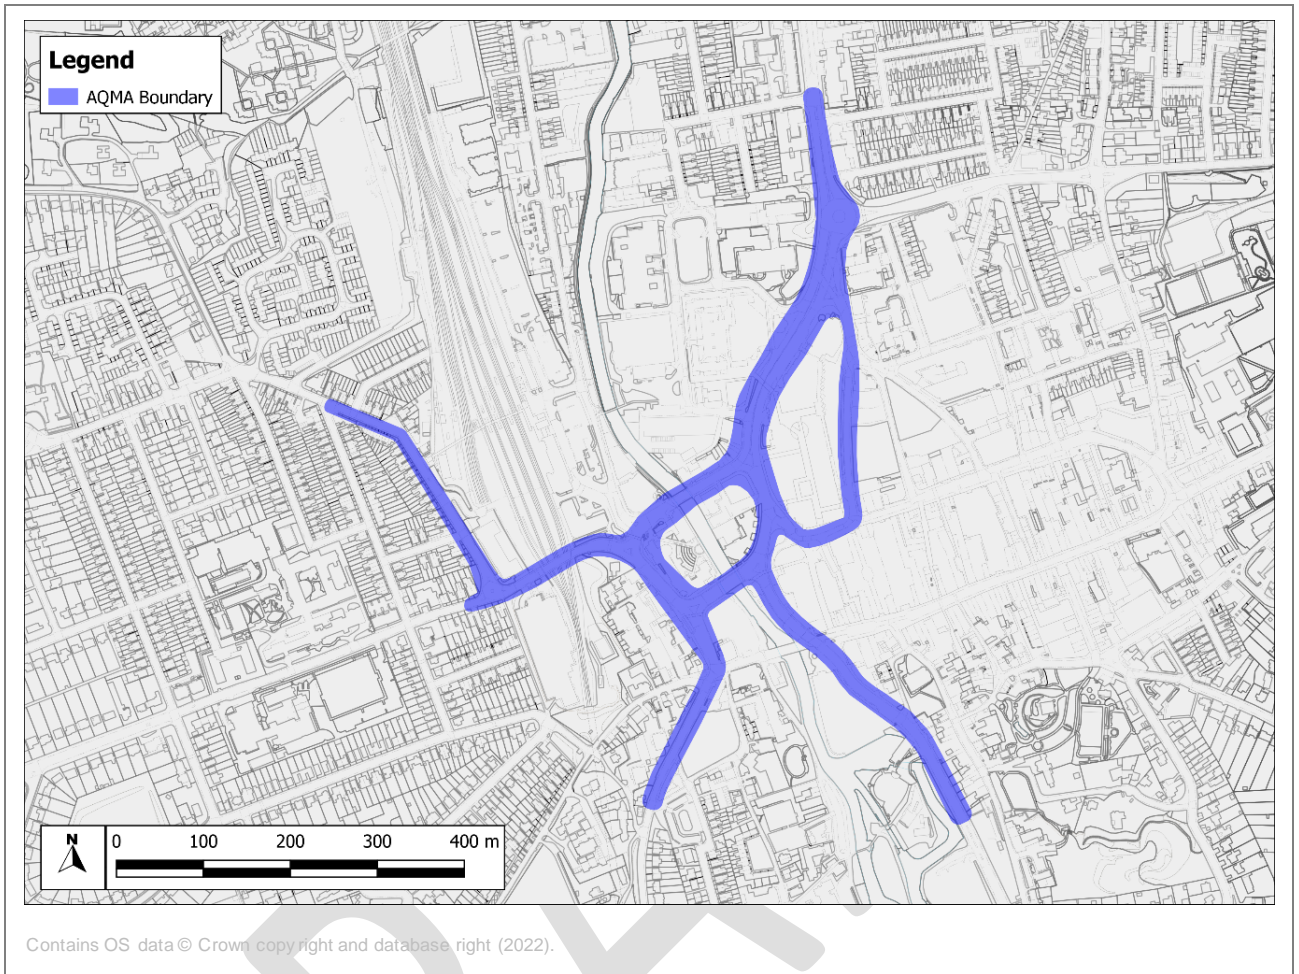 Legend
AQMA Boundary
N
0 100 200 300 400 m
Contains OS data © Crown copyright and database right (2022).